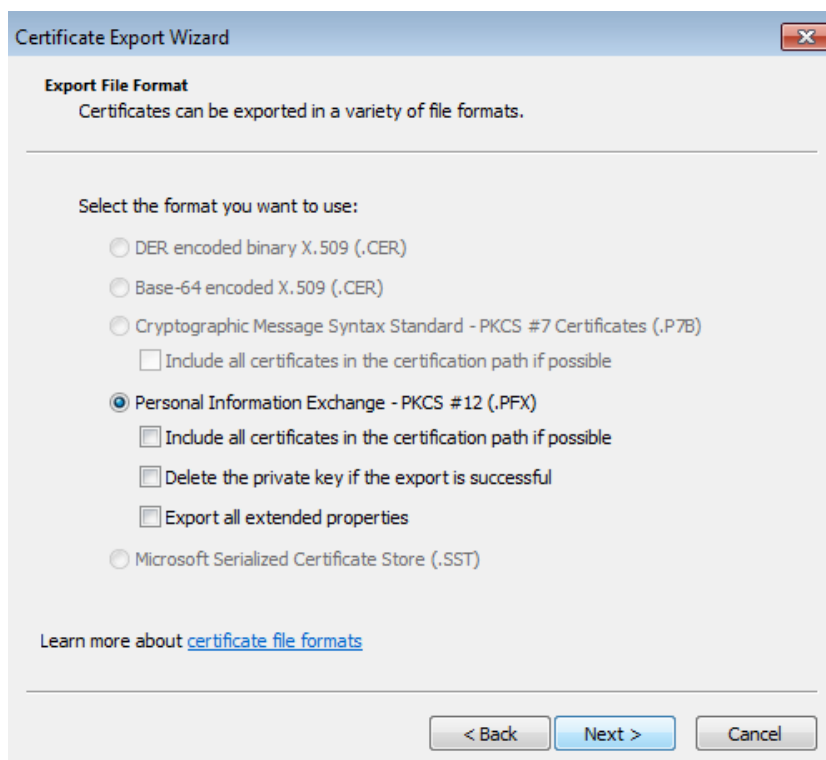 Certificate Export Wizard
Export File Format
Certificates can be exported in a variety of file formats.
Select the format you want to use:
DER encoded binary X.509 (.CER)
Base-64 encoded X.509 (.CER)
Cryptographic Message Syntax Standard - PKCS #7 Certificates (.P7B)
Include all certificates in the certification path if possible
Personal Information Exchange - PKCS #12 (.PFX)
Include all certificates in the certification path if possible
Delete the private key if the export is successful
Export all extended properties
Microsoft Serialized Certificate Store (.SST)
Learn more about certificate file formats
< Back Next > Cancel